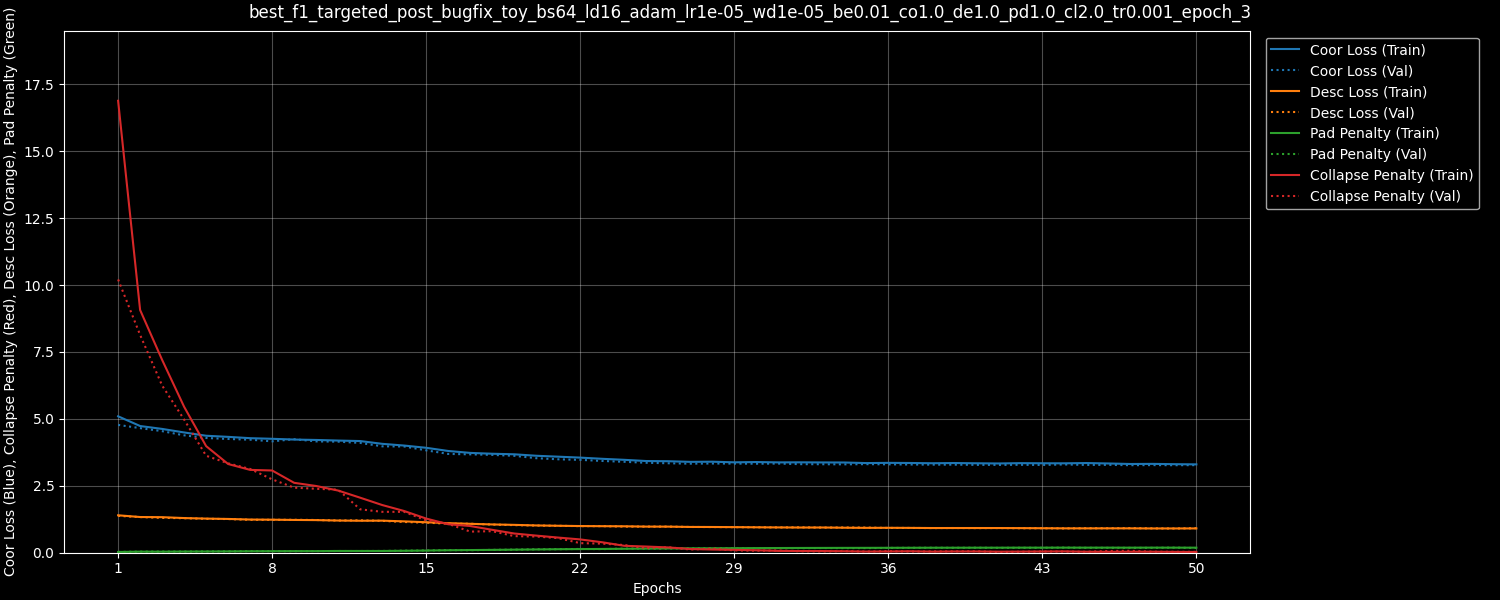 best_f1_targeted_post_bugfix_toy_bs64_ld16_adam_lr1e-05_wd1e-05_be0.01_co1.0_de1.0_pd1.0_cl2.0_tr0.001_epoch_3
Coor Loss (Blue), Collapse Penalty (Red), Desc Loss (Orange), Pad Penalty (Green)
17.5
15.0
12.5
10.0
7.5
5.0
2.5
0.0
1 8 15 22 29 36 43 50
Epochs
Coor Loss (Train)
Coor Loss (Val)
Desc Loss (Train)
Desc Loss (Val)
Pad Penalty (Train)
Pad Penalty (Val)
Collapse Penalty (Train)
Collapse Penalty (Val)